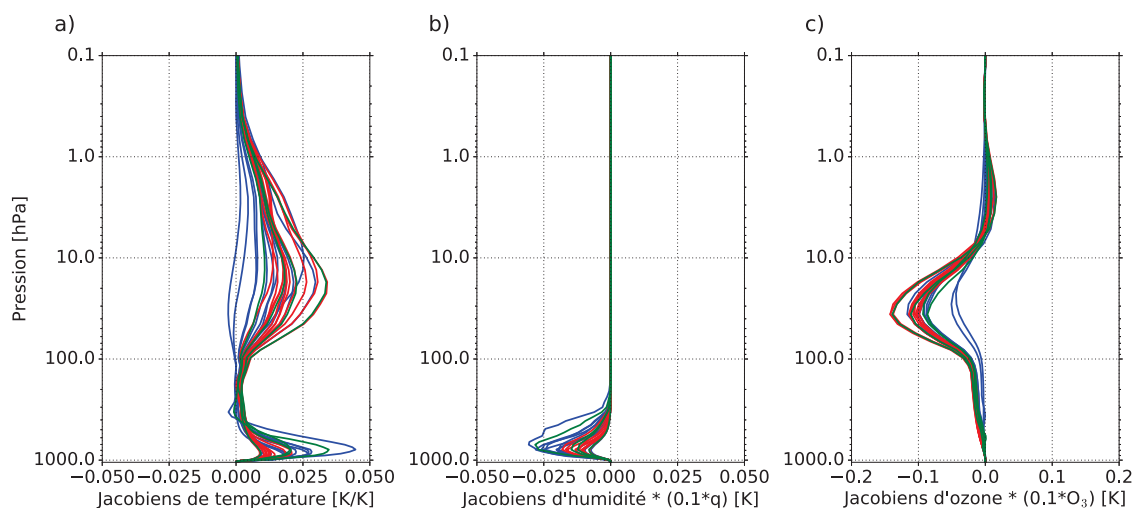 a) b) c)
0.1 0.1 0.1
1.0 1.0 1.0
10.0 10.0 10.0
100.0 100.0 100.0
1000.0 1000.0 1000.0
Pression [hPa]
−0.050 −0.025 0.000 0.025 0.050 −0.050 −0.025 0.000 0.025 0.050 −0.2 −0.1 0.0 0.1 0.2
Jacobiens de température [K/K] Jacobiens d'humidité * (0.1*q) [K] Jacobiens d'ozone * (0.1*O₃) [K]